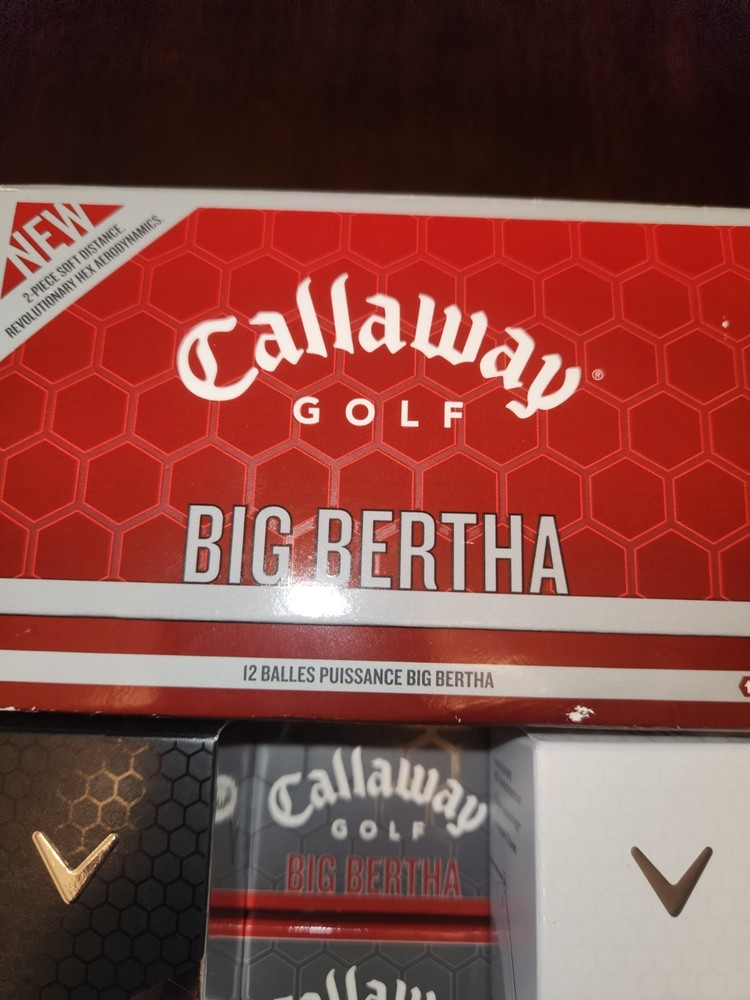 NEW
2-PIECE SOFT DISTANCE.
REVOLUTIONARY HEX AERODYNAMICS.
Callaway®
GOLF
BIG BERTHA
12 BALLES PUISSANCE BIG BERTHA
Callaway
GOLF
BIG BERTHA
Callaway